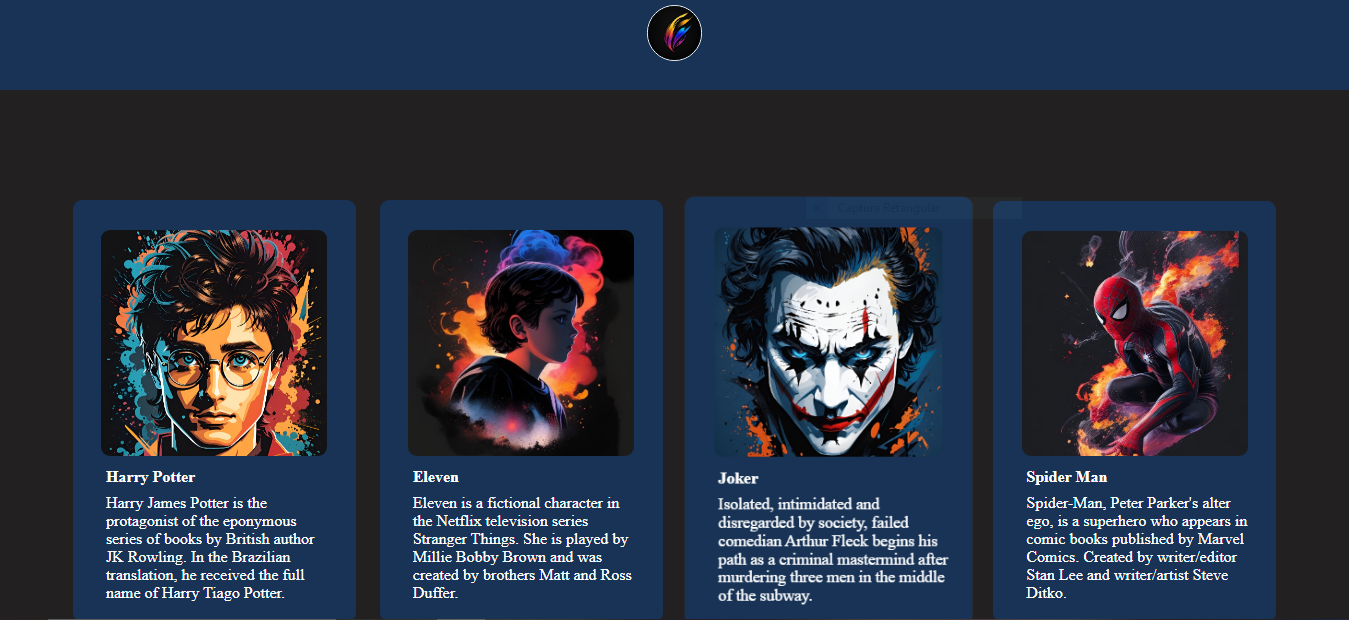 Captura Retangular
Harry Potter
Harry James Potter is the
protagonist of the eponymous
series of books by British author
JK Rowling. In the Brazilian
translation, he received the full
name of Harry Tiago Potter.
Eleven
Eleven is a fictional character in
the Netflix television series
Stranger Things. She is played by
Millie Bobby Brown and was
created by brothers Matt and Ross
Duffer.
Joker
Isolated, intimidated and
disregarded by society, failed
comedian Arthur Fleck begins his
path as a criminal mastermind after
murdering three men in the middle
of the subway.
Spider Man
Spider-Man, Peter Parker's alter
ego, is a superhero who appears in
comic books published by Marvel
Comics. Created by writer/editor
Stan Lee and writer/artist Steve
Ditko.